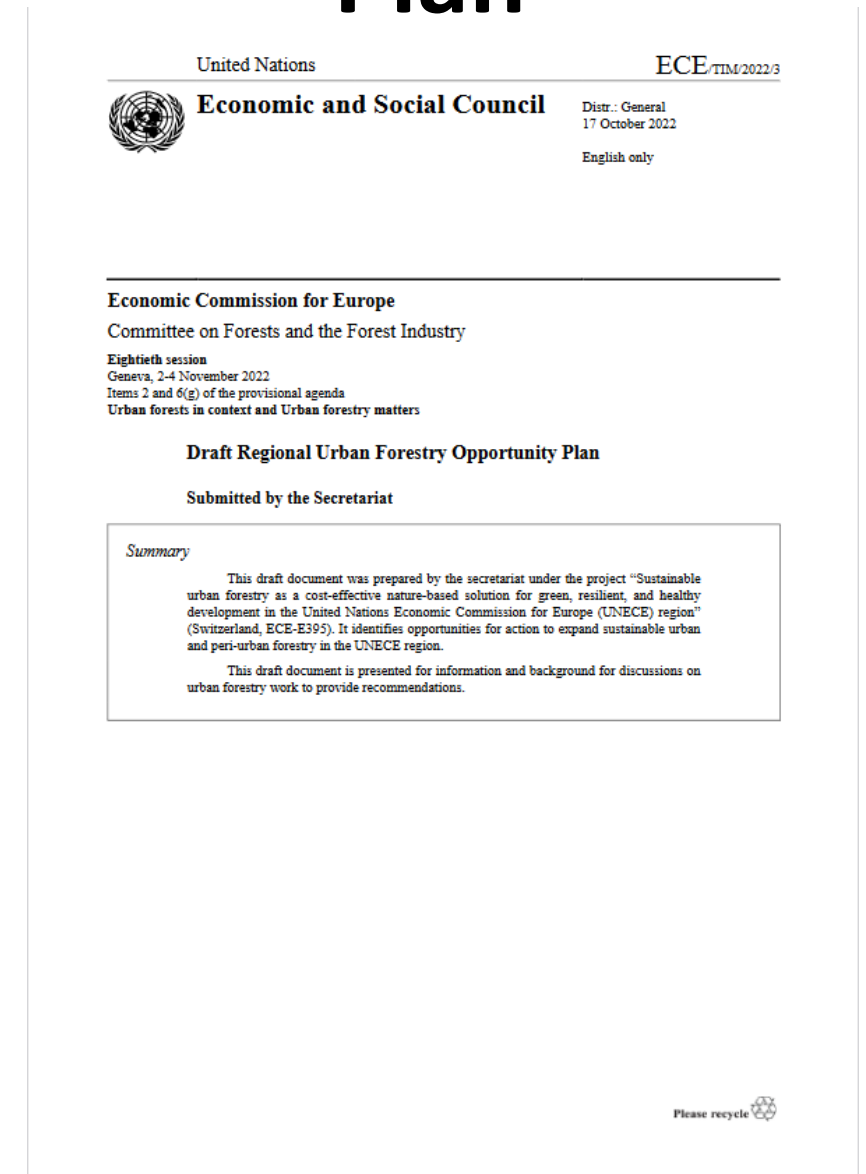 Plan
United Nations
ECE/TIM/2022/3
Economic and Social Council
Distr.: General
17 October 2022
English only
Economic Commission for Europe
Committee on Forests and the Forest Industry
Eightieth session
Geneva, 2-4 November 2022
Items 2 and 6(g) of the provisional agenda
Urban forests in context and Urban forestry matters
Draft Regional Urban Forestry Opportunity Plan
Submitted by the Secretariat
Summary
This draft document was prepared by the secretariat under the project “Sustainable
urban forestry as a cost-effective nature-based solution for green, resilient, and healthy
development in the United Nations Economic Commission for Europe (UNECE) region”
(Switzerland, ECE-E395). It identifies opportunities for action to expand sustainable urban
and peri-urban forestry in the UNECE region.
This draft document is presented for information and background for discussions on
urban forestry work to provide recommendations.
Please recycle